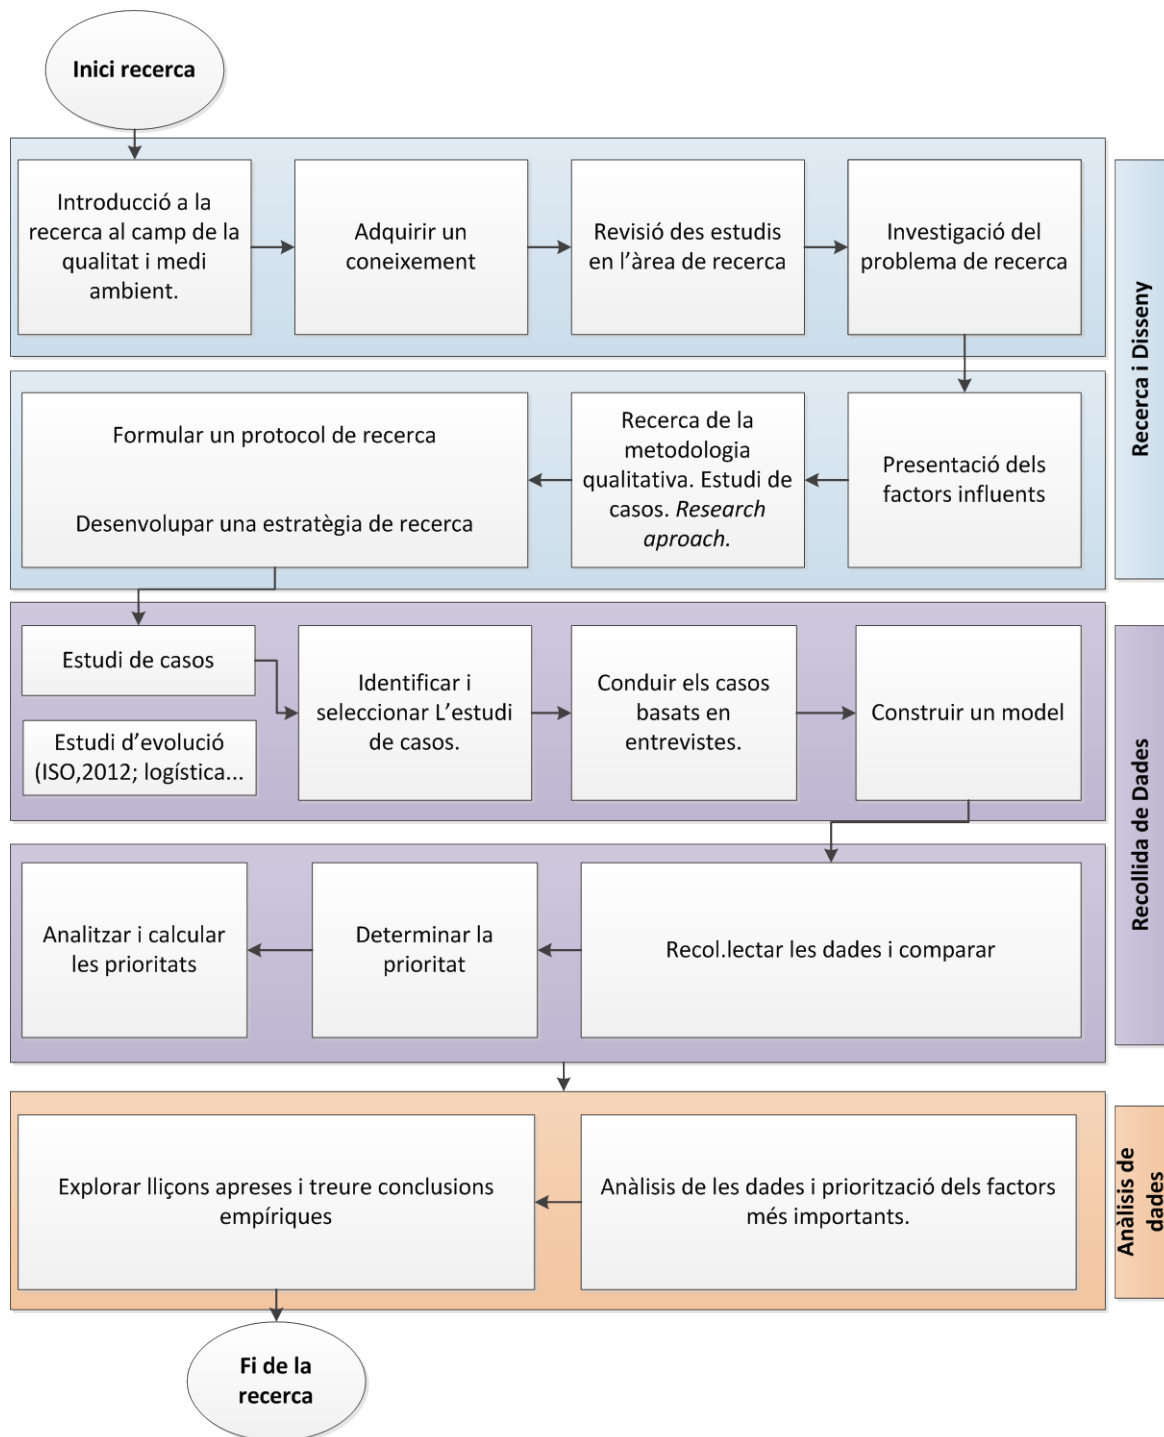 Inici recerca
Introducció a la
recerca al camp de la
qualitat i medi
ambient.
Adquirir un
coneixement
Revisió des estudis
en l'àrea de recerca
Investigació del
problema de recerca
Recerca i Disseny
Presentació dels
factors influents
Recerca de la
metodologia
qualitativa. Estudi de
casos. Research
aproach.
Formular un protocol de recerca
Desenvolupar una estratègia de recerca
Estudi de casos
Estudi d'evolució
(ISO,2012; logística...
Identificar i
seleccionar L'estudi
de casos.
Conduir els casos
basats en
entrevistes.
Construir un model
Recollida de Dades
Recol.lectar les dades i comparar
Determinar la
prioritat
Analitzar i calcular
les prioritats
Anàlisis de les dades i priorització dels factors
més importants.
Explorar lliçons apreses i treure conclusions
empíriques
Anàlisis de
dades
Fi de la
recerca